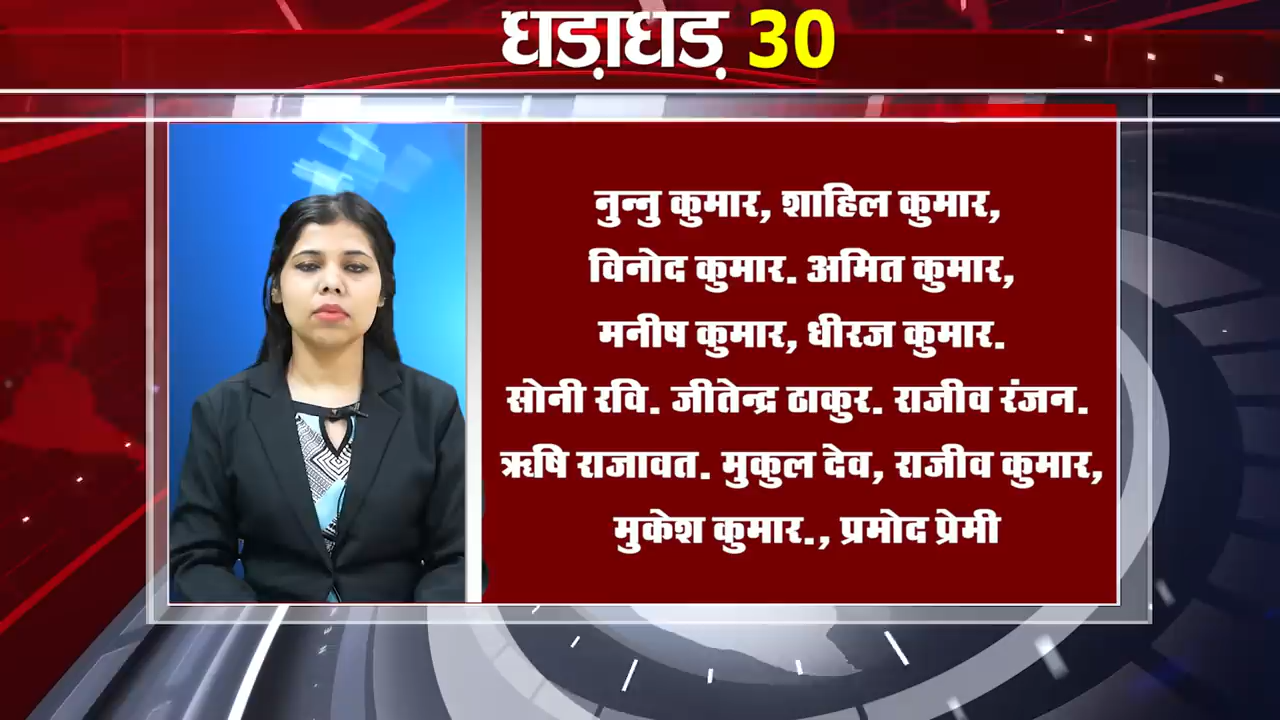 धड़ाधड़ 30
नुन्नु कुमार, शाहिल कुमार,
विनोद कुमार. अमित कुमार,
मनीष कुमार, धीरज कुमार.
सोनी रवि. जीतेन्द्र ठाकुर. राजीव रंजन.
ऋषि राजावत. मुकुल देव, राजीव कुमार,
मुकेश कुमार., प्रमोद प्रेमी